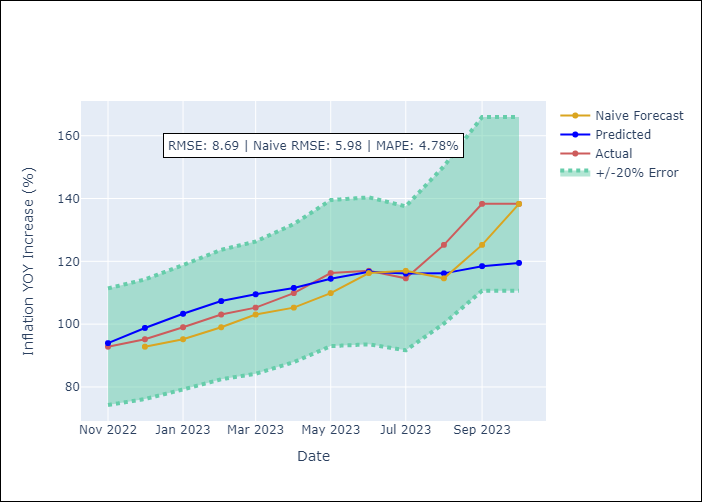 Naive Forecast
Predicted
Actual
+/-20% Error
RMSE: 8.69 | Naive RMSE: 5.98 | MAPE: 4.78%
Inflation YOY Increase (%)
160
140
120
100
80
Nov 2022 Jan 2023 Mar 2023 May 2023 Jul 2023 Sep 2023
Date